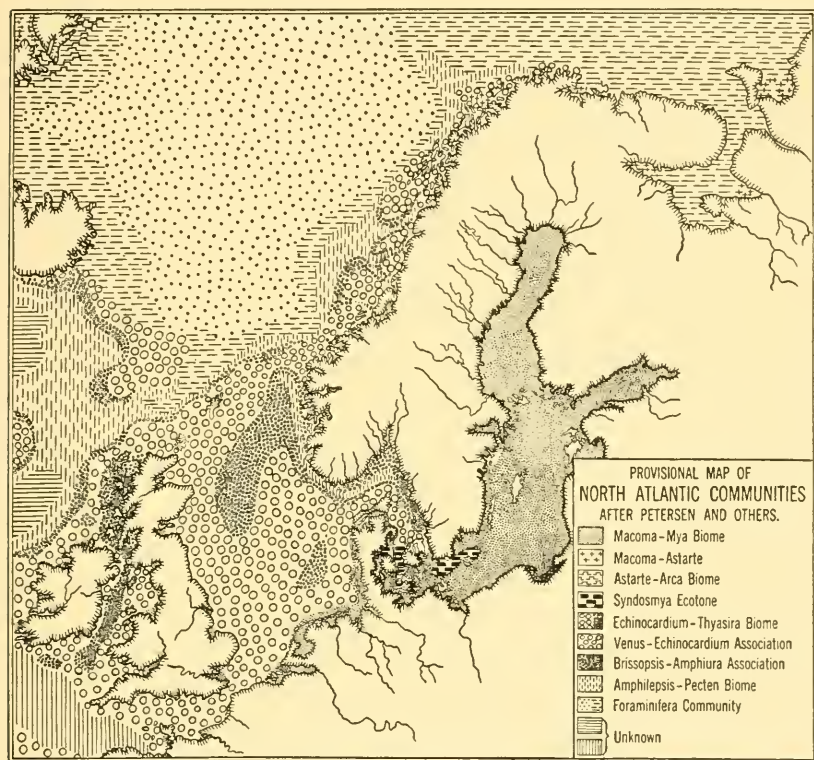 PROVISIONAL MAP OF
NORTH ATLANTIC COMMUNITIES
AFTER PETERSEN AND OTHERS.
Macoma-Mya Biome
Macoma-Astarte
Astarte-Arca Biome
Syndosmya Ecotone
Echinocardium-Thyasira Biome
Venus-Echinocardium Association
Brissopsis-Amphiura Association
Amphilepsis-Pecten Biome
Foraminifera Community
Unknown